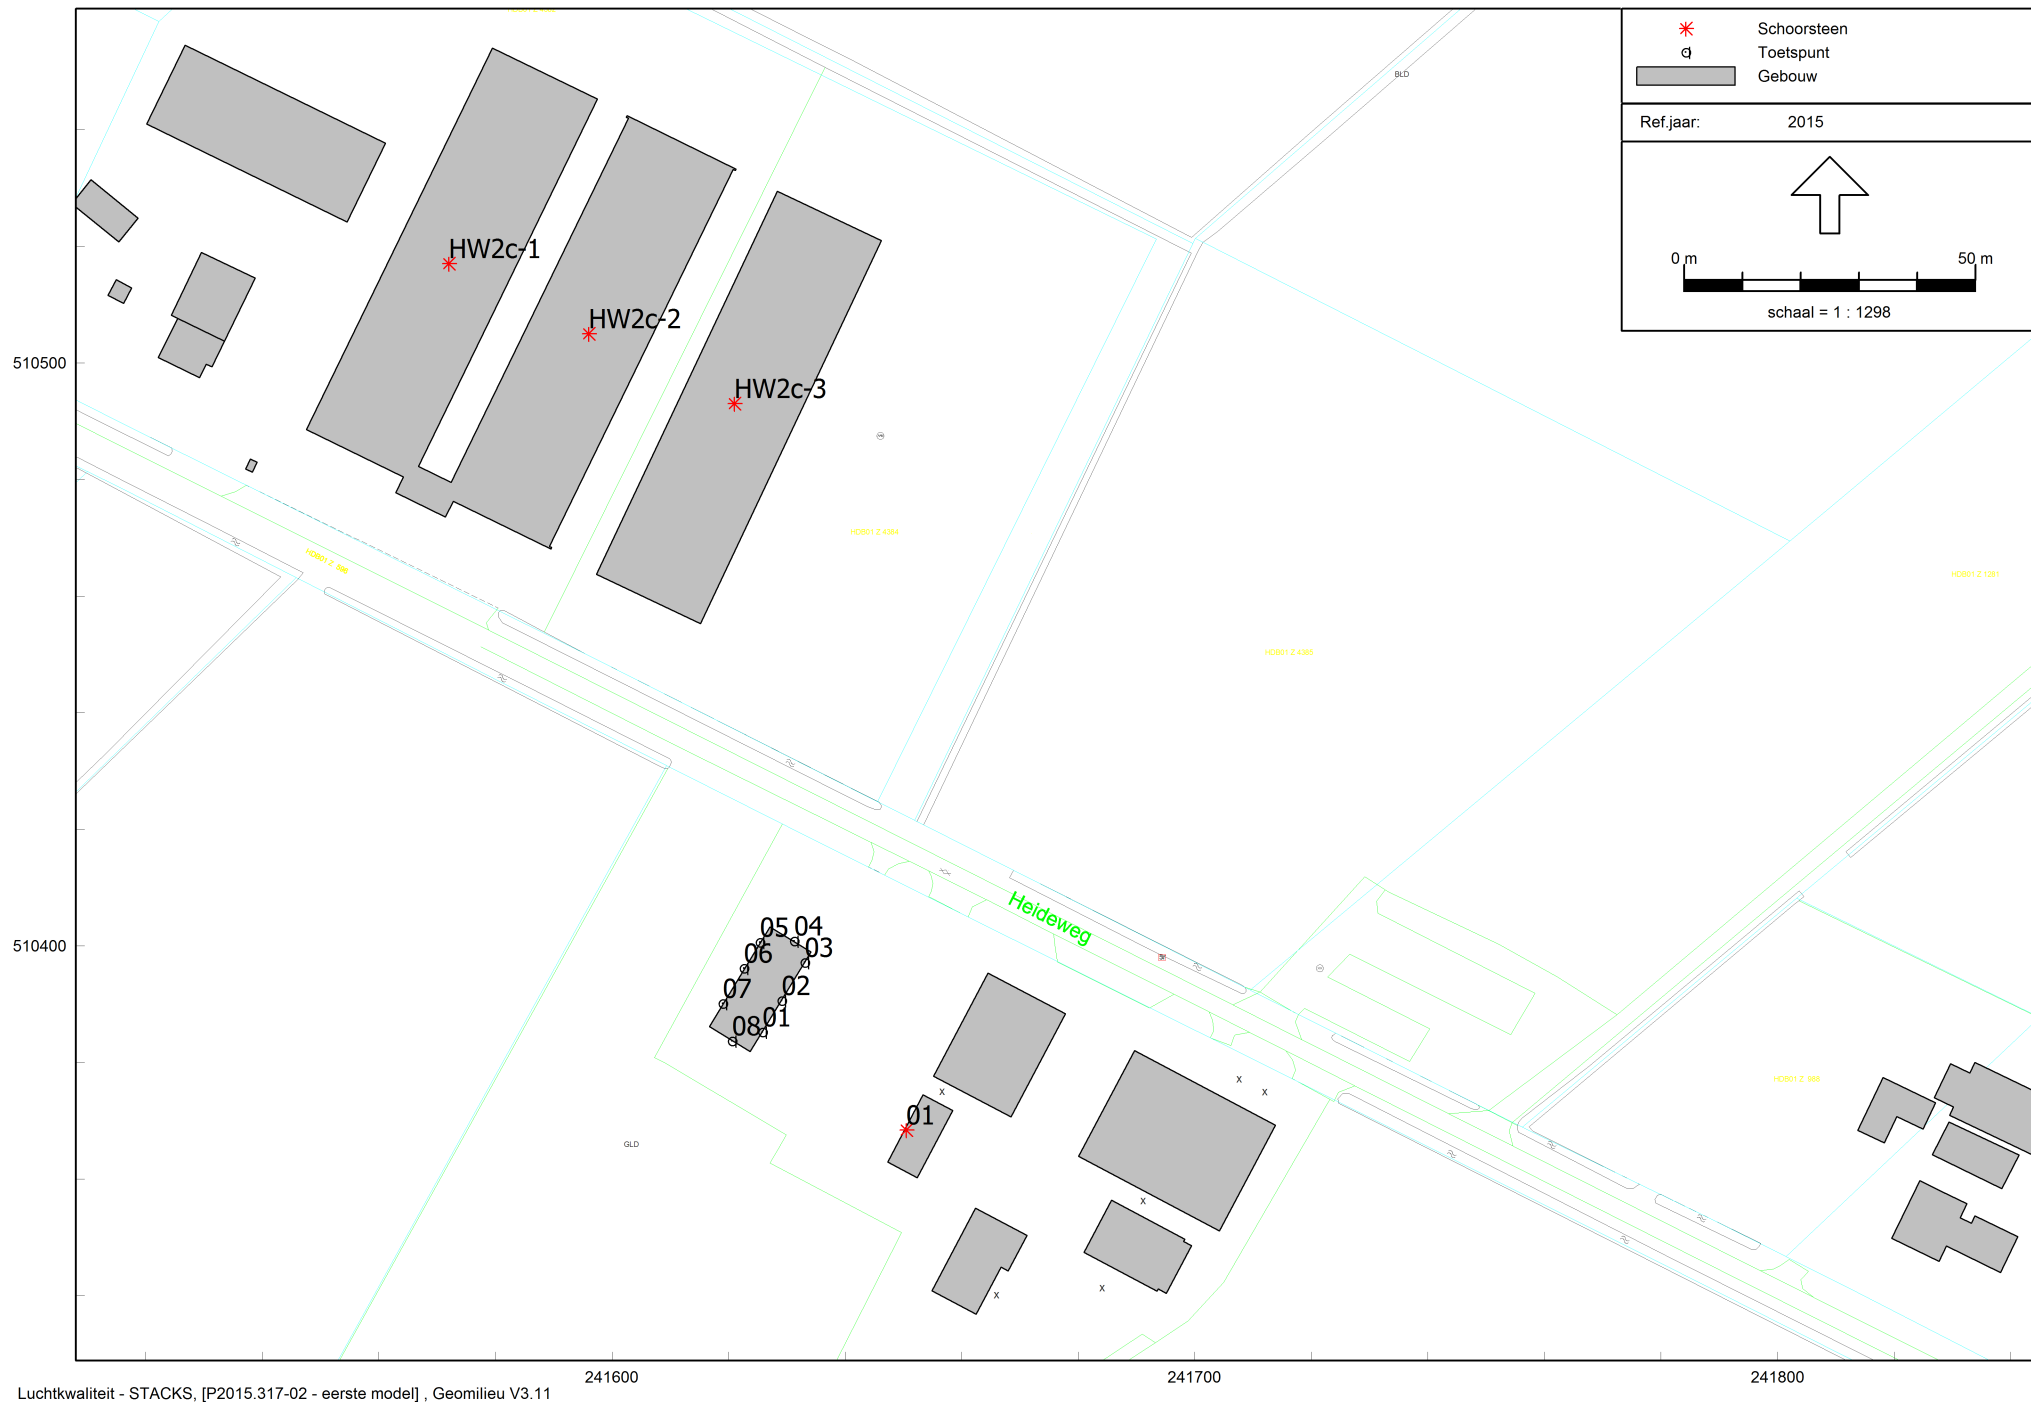 Schoorsteen
Toetspunt
Gebouw
Ref.jaar: 2015
0 m 50 m
schaal = 1 : 1298
BLD
HW2c-1
HW2c-2
HW2c-3
510500
Heideweg
510400
05 04
06 03
07 02
08 01
01
GLD
x
x
x
x
x
x
241600 241700 241800
Luchtkwaliteit - STACKS, [P2015.317-02 - eerste model] , Geomilieu V3.11